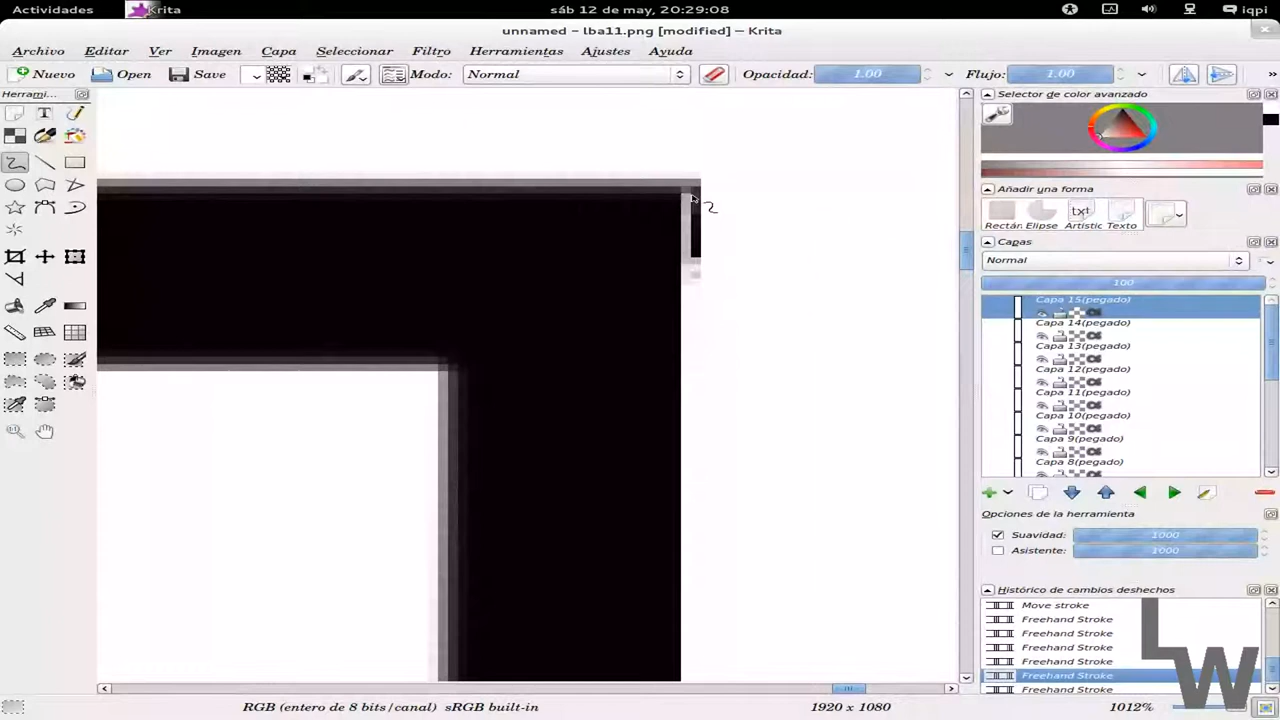 Actividades Krita sáb 12 de may, 20:29:08 iqpi
unnamed – lba11.png [modified] — Krita
Archivo Editar Ver Imagen Capa Seleccionar Filtro Herramientas Ajustes Ayuda
Nuevo Open Save Modo: Normal Opacidad: 1.00 Flujo: 1.00 »
Herrami...
Selector de color avanzado
Añadir una forma
Rectán Elipse Artístic Texto
txt
Capas
Normal
100
Capa 15(pegado)
Capa 14(pegado)
Capa 13(pegado)
Capa 12(pegado)
Capa 11(pegado)
Capa 10(pegado)
Capa 9(pegado)
Capa 8(pegado)
Opciones de la herramienta
Suavidad: 1000
Asistente: 1000
Histórico de cambios deshechos
Move stroke
Freehand Stroke
Freehand Stroke
Freehand Stroke
Freehand Stroke
Freehand Stroke
Freehand Stroke
LW
RGB (entero de 8 bits/canal) sRGB built-in 1920 x 1080 1012%